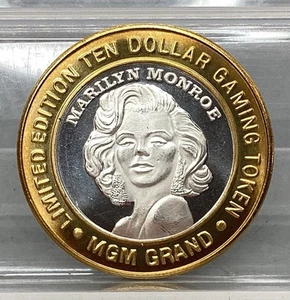 LIMITED EDITION TEN DOLLAR GAMING TOKEN
MARILYN MONROE
• MGM GRAND •